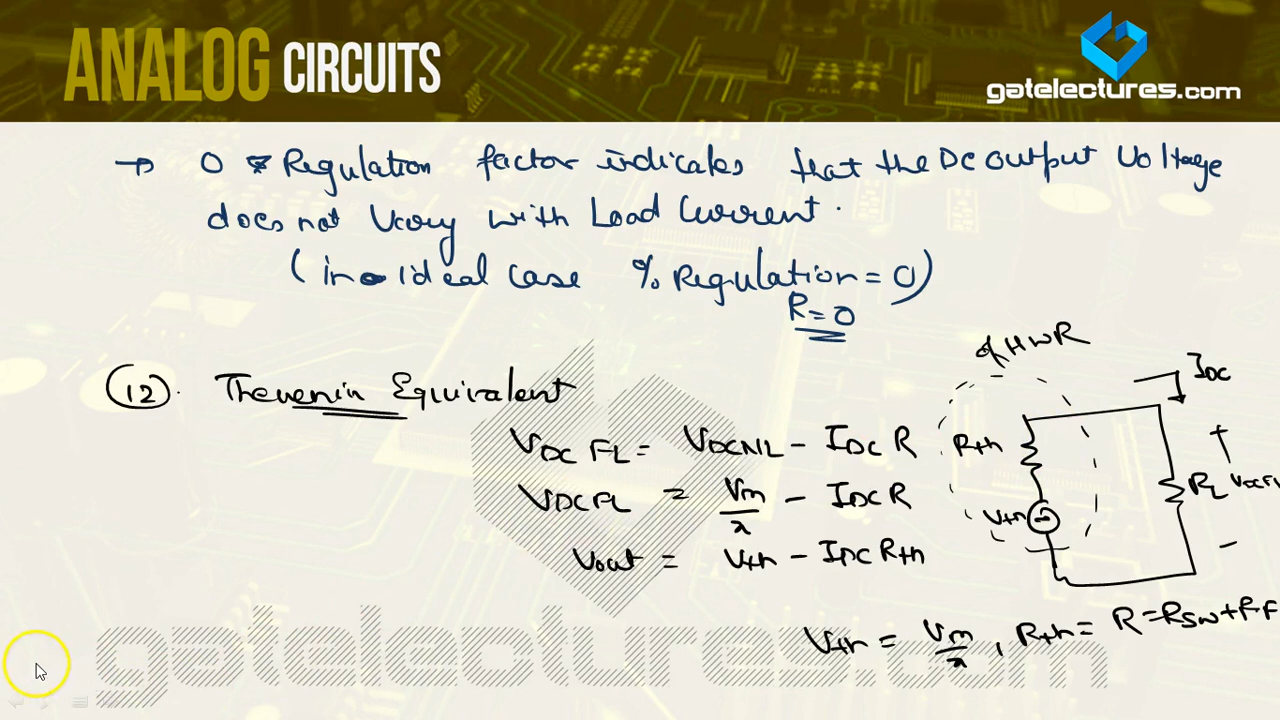 ANALOG CIRCUITS
gatelectures.com
→ 0 Regulation factor indicates that the DC output Voltage
does not Vary with Load Current.
(in ideal case % Regulation = 0)
R = 0
(12). Thevenin Equivalent
of HWR
IDC
VDC FL = VDCNL - IDC R
Rth
+
VDCFL = Vm/π - IDC R
RL VDCFL
Vth
Vout = Vth - IDC Rth
-
Vth = Vm/π , Rth = R = RSW + RF
gatelectures.com